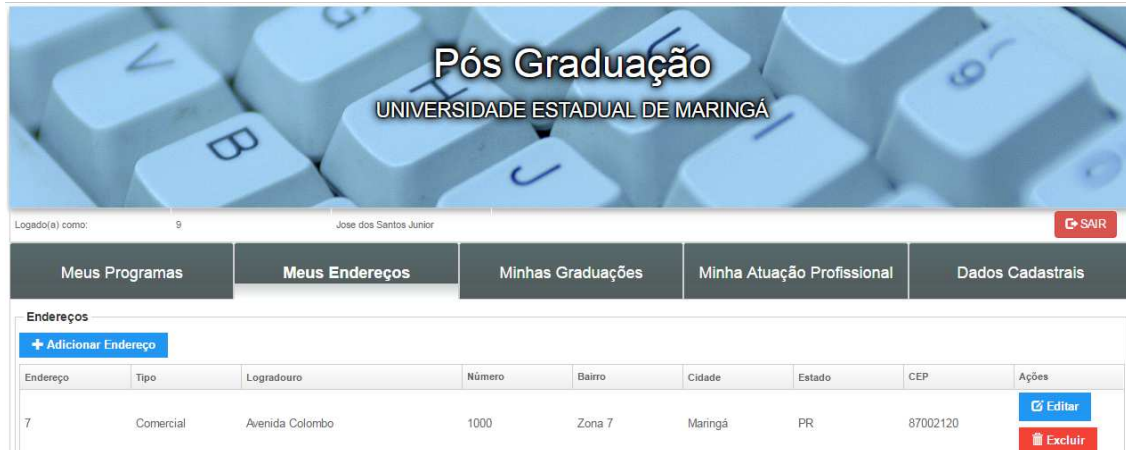 Pós Graduação
UNIVERSIDADE ESTADUAL DE MARINGÁ
Logado(a) como: 9 Jose dos Santos Junior SAIR
Meus Programas Meus Endereços Minhas Graduações Minha Atuação Profissional Dados Cadastrais
Endereços
Adicionar Endereço
Endereço Tipo Logradouro Número Bairro Cidade Estado CEP Ações
7 Comercial Avenida Colombo 1000 Zona 7 Maringá PR 87002120 Editar
Excluir